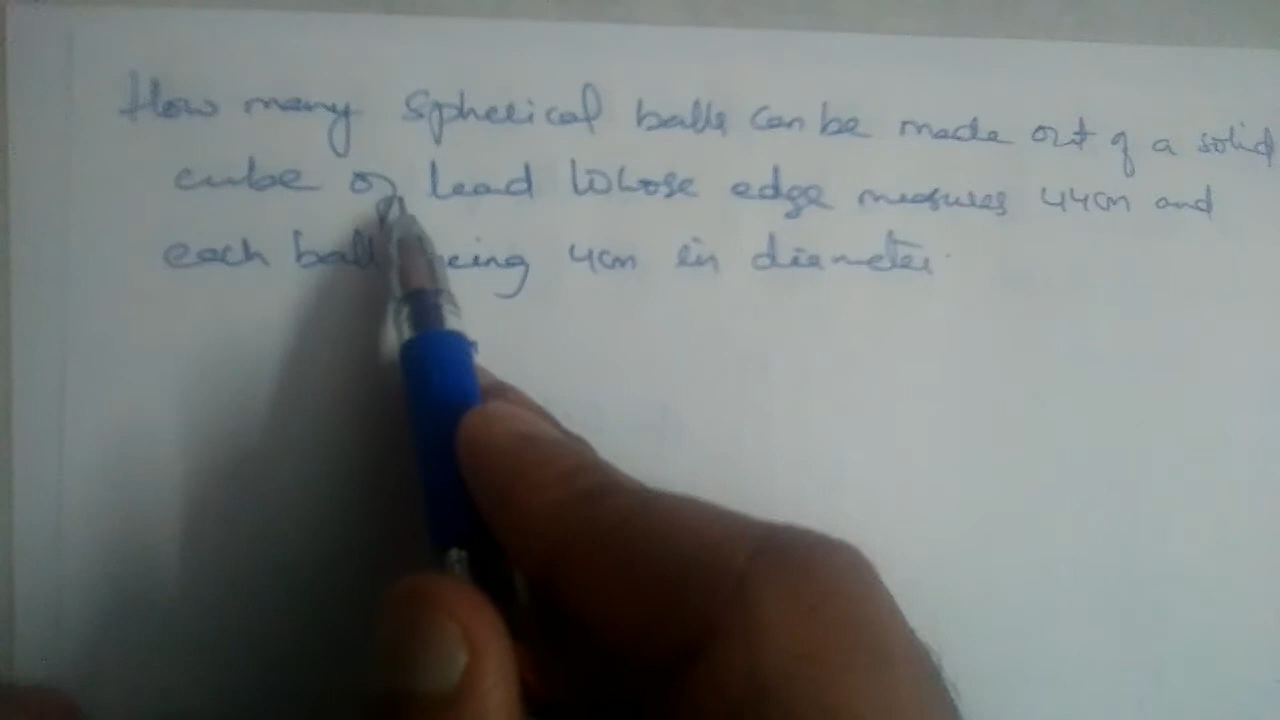 How many spherical balls can be made out of a solid
cube of lead whose edge measures 44cm and
each ball being 4cm in diameter.